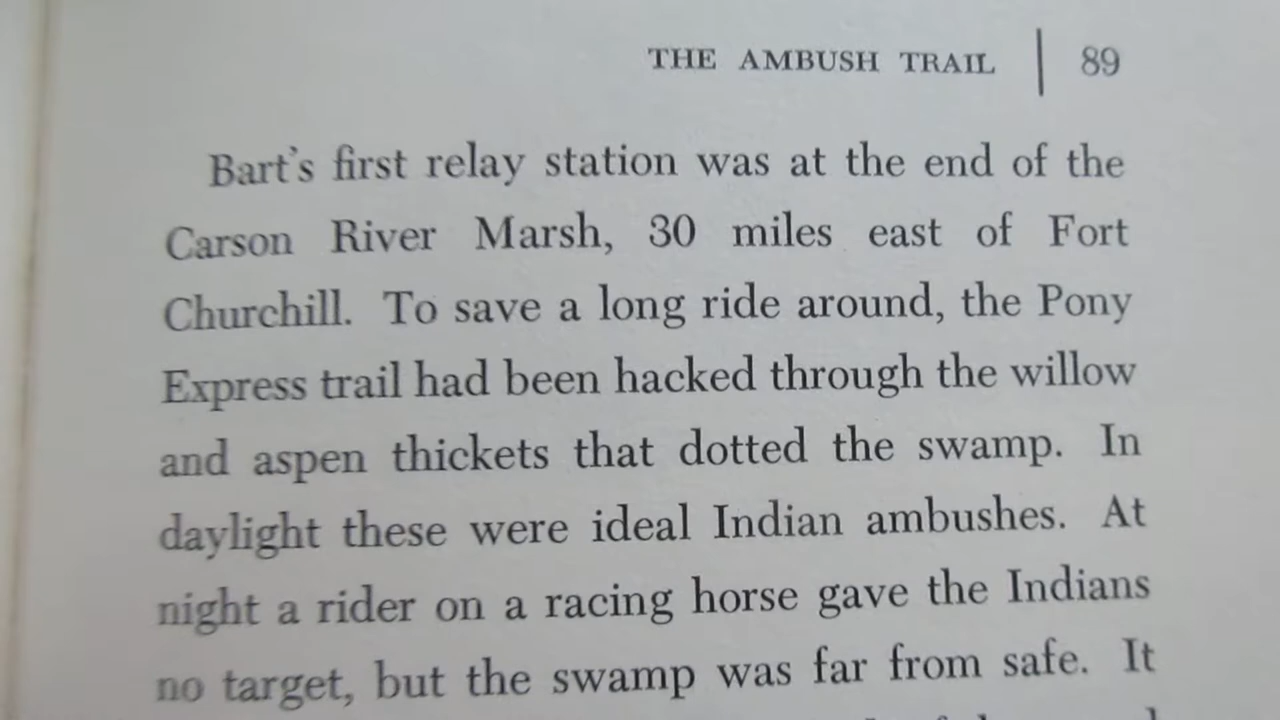 THE AMBUSH TRAIL | 89
Bart's first relay station was at the end of the
Carson River Marsh, 30 miles east of Fort
Churchill. To save a long ride around, the Pony
Express trail had been hacked through the willow
and aspen thickets that dotted the swamp. In
daylight these were ideal Indian ambushes. At
night a rider on a racing horse gave the Indians
no target, but the swamp was far from safe. It